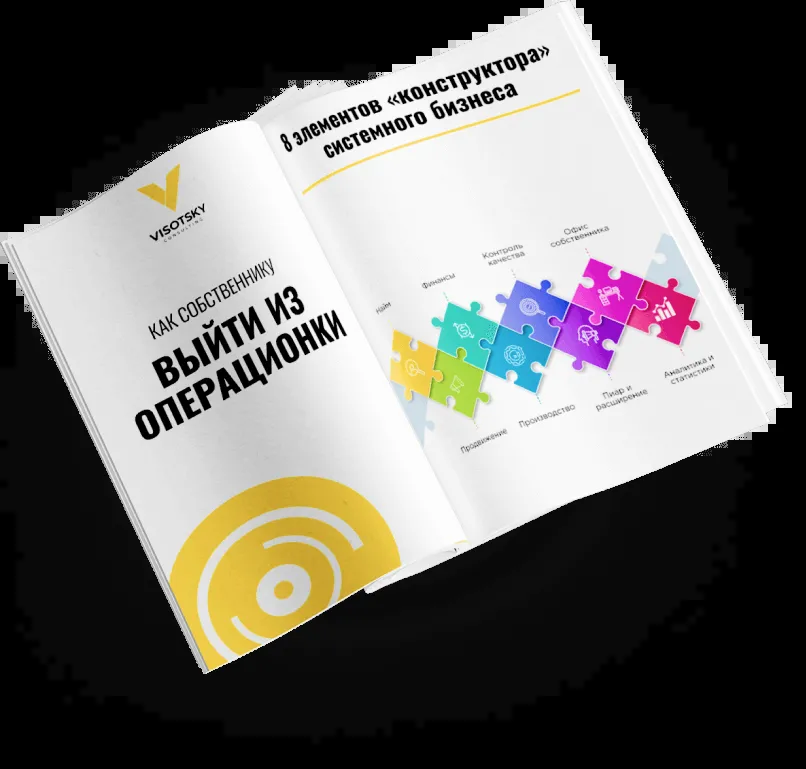 VISOTSKY
CONSULTING
КАК СОБСТВЕННИКУ
ВЫЙТИ ИЗ
ОПЕРАЦИОНКИ
8 элементов «конструктора»
системного бизнеса
Найм
Финансы
Контроль
качества
Офис
собственника
Продвижение
Производство
Пиар и
расширение
Аналитика и
статистики